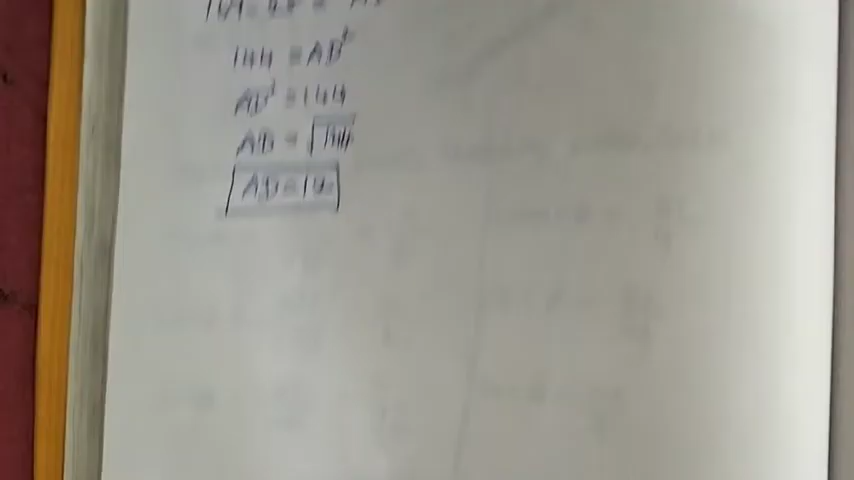 144 = AB²
AB² = 144
AB = √144
AB = 12